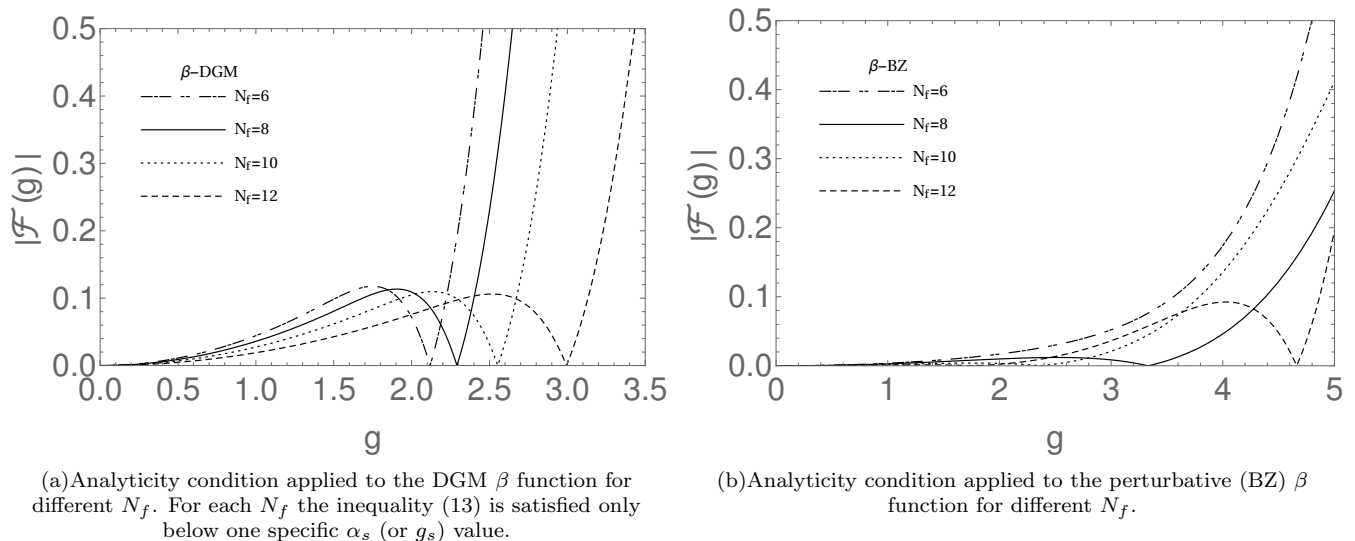 0.5
0.4
0.3
0.2
0.1
0.0
|ℱ(g)|
β–DGM
N_f=6
N_f=8
N_f=10
N_f=12
0.0 0.5 1.0 1.5 2.0 2.5 3.0 3.5
g
(a)Analyticity condition applied to the DGM β function for
different N_f. For each N_f the inequality (13) is satisfied only
below one specific α_s (or g_s) value.
0.5
0.4
0.3
0.2
0.1
0.0
|ℱ(g)|
β–BZ
N_f=6
N_f=8
N_f=10
N_f=12
0 1 2 3 4 5
g
(b)Analyticity condition applied to the perturbative (BZ) β
function for different N_f.